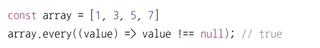 const array = [1, 3, 5, 7]
array.every((value) => value !== null); // true